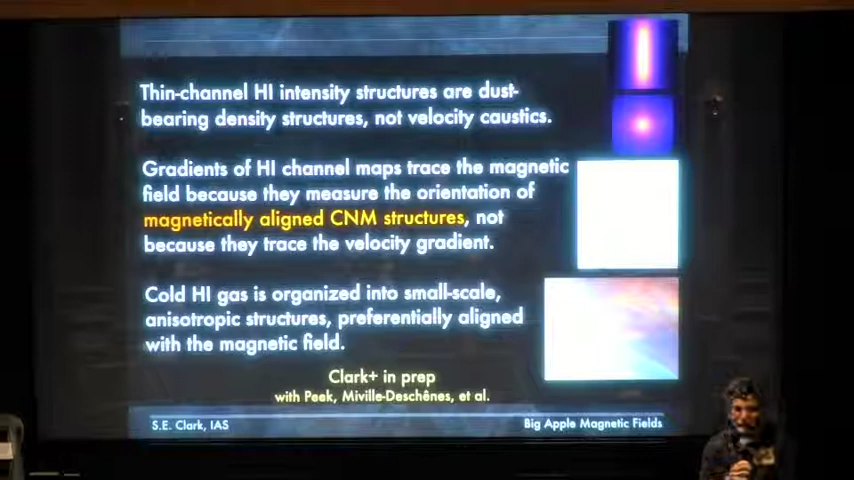 Thin-channel HI intensity structures are dust-
bearing density structures, not velocity caustics.
Gradients of HI channel maps trace the magnetic
field because they measure the orientation of
magnetically aligned CNM structures, not
because they trace the velocity gradient.
Cold HI gas is organized into small-scale,
anisotropic structures, preferentially aligned
with the magnetic field.
Clark+ in prep
with Peek, Miville-Deschênes, et al.
S.E. Clark, IAS
Big Apple Magnetic Fields